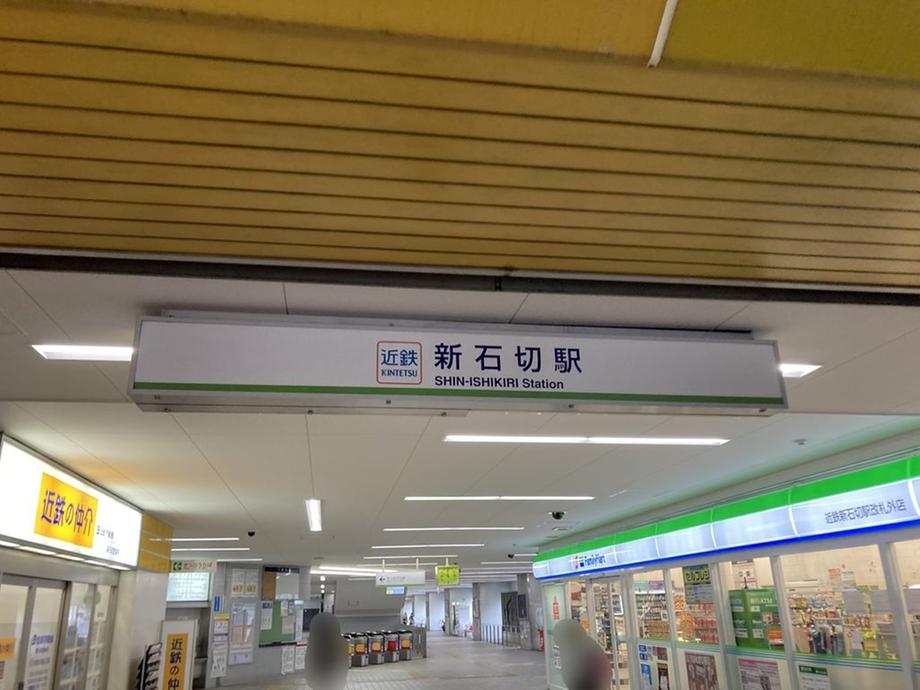 近鉄
KINTETSU
新石切駅
SHIN-ISHIKIRI Station
近鉄の仲介
FamilyMart
近鉄新石切駅改札外店
近鉄の